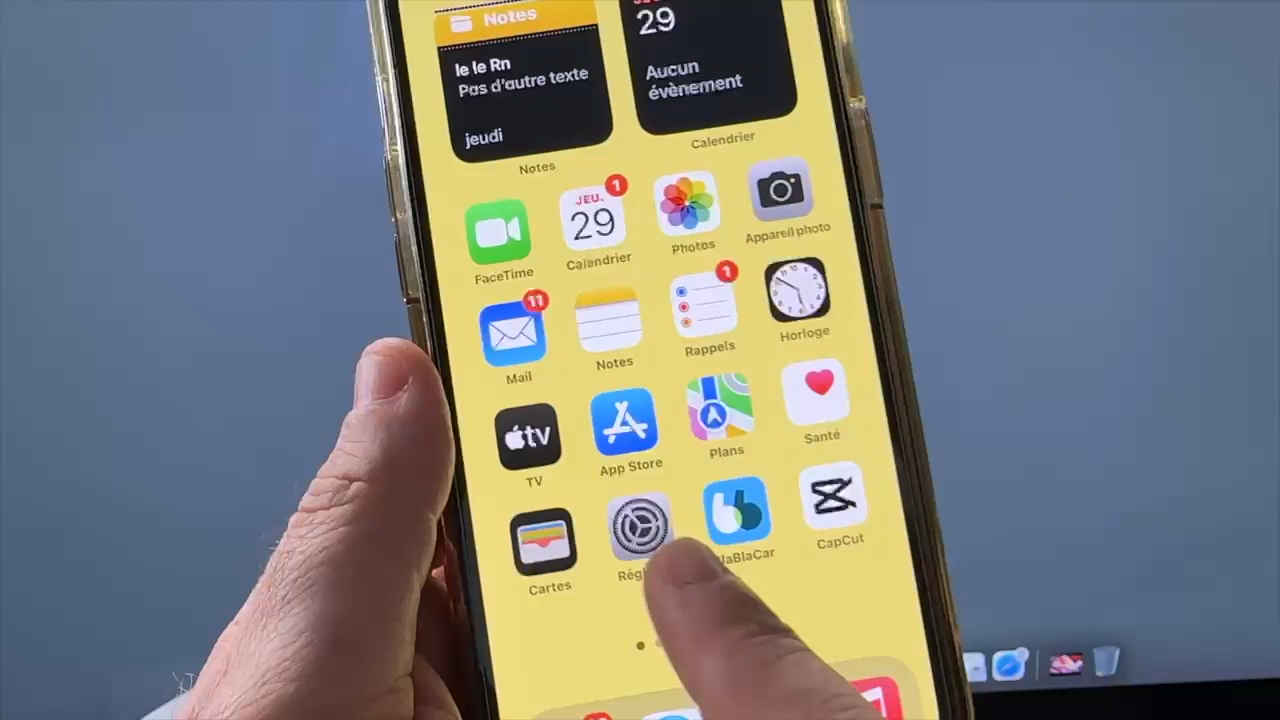 Notes
29
le le Rn
Pas d'autre texte
Aucun
évènement
jeudi
Notes
Calendrier
1
JEU.
29
FaceTime
Calendrier
Photos
Appareil photo
11
1
Mail
Notes
Rappels
Horloge
tv
TV
App Store
Plans
Santé
Cartes
CapCut